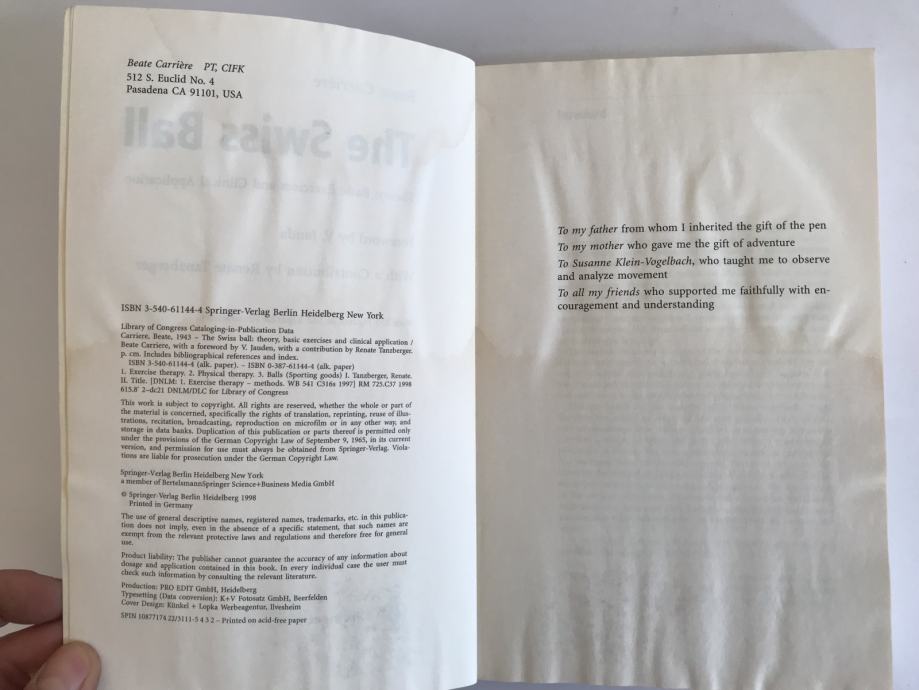 Beate Carrière PT, CIFK
512 S. Euclid No. 4
Pasadena CA 91101, USA
The Swiss Ball
ISBN 3-540-61144-4 Springer-Verlag Berlin Heidelberg New York
Library of Congress Cataloging-in-Publication Data
Carriere, Beate, 1943 – The Swiss ball: theory, basic exercises and clinical application /
Beate Carriere, with a foreword by V. Jauden, with a contribution by Renate Tanzberger.
p. cm. Includes bibliographical references and index.
ISBN 3-540-61144-4 (alk. paper). – ISBN 0-387-61144-4 (alk. paper)
1. Exercise therapy. 2. Physical therapy. 3. Balls (Sporting goods) I. Tanzberger, Renate.
II. Title. [DNLM: 1. Exercise therapy – methods. WB 541 C316s 1997] RM 725.C37 1998
615.8' 2–dc21 DNLM/DLC for Library of Congress
This work is subject to copyright. All rights are reserved, whether the whole or part of
the material is concerned, specifically the rights of translation, reprinting, reuse of illus-
trations, recitation, broadcasting, reproduction on microfilm or in any other way, and
storage in data banks. Duplication of this publication or parts thereof is permitted only
under the provisions of the German Copyright Law of September 9, 1965, in its current
version, and permission for use must always be obtained from Springer-Verlag. Viola-
tions are liable for prosecution under the German Copyright Law.
Springer-Verlag Berlin Heidelberg New York
a member of BertelsmannSpringer Science+Business Media GmbH
© Springer-Verlag Berlin Heidelberg 1998
Printed in Germany
The use of general descriptive names, registered names, trademarks, etc. in this publica-
tion does not imply, even in the absence of a specific statement, that such names are
exempt from the relevant protective laws and regulations and therefore free for general
use.
Product liability: The publisher cannot guarantee the accuracy of any information about
dosage and application contained in this book. In every individual case the user must
check such information by consulting the relevant literature.
Production: PRO EDIT GmbH, Heidelberg
Typesetting (Data conversion): K+V Fotosatz GmbH, Beerfelden
Cover Design: Künkel + Lopka Werbeagentur, Ilvesheim
SPIN 10877174 22/3111-5 4 3 2 – Printed on acid-free paper
To my father from whom I inherited the gift of the pen
To my mother who gave me the gift of adventure
To Susanne Klein-Vogelbach, who taught me to observe
and analyze movement
To all my friends who supported me faithfully with en-
couragement and understanding